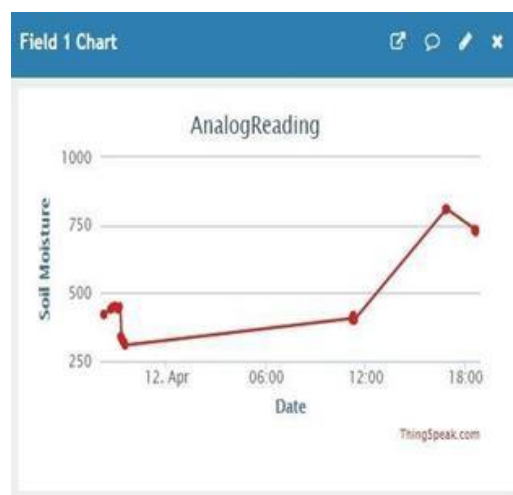 Field 1 Chart
AnalogReading
1000
750
500
250
Soil Moisture
12. Apr 06:00 12:00 18:00
Date
ThingSpeak.com